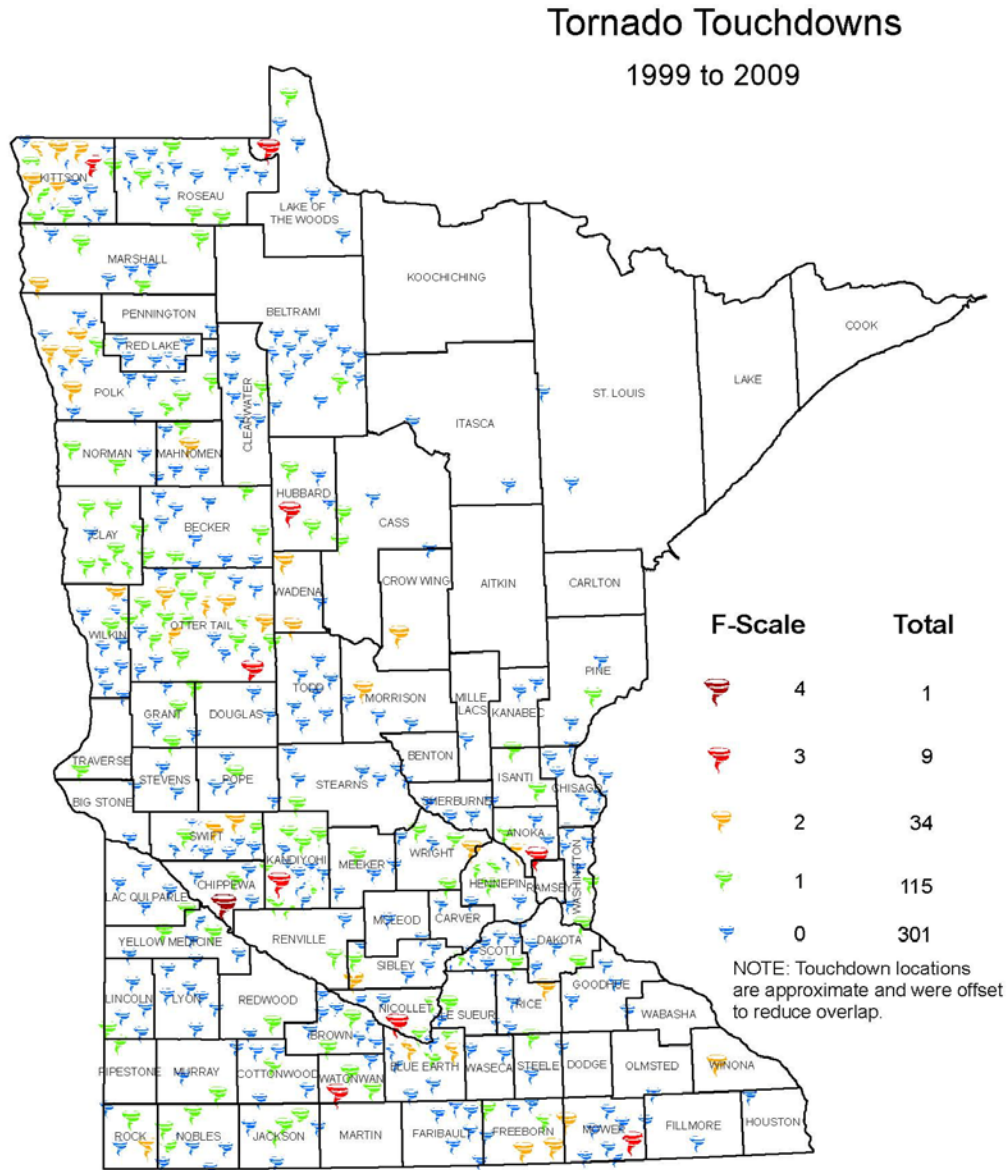 Tornado Touchdowns
1999 to 2009
KITTSON
ROSEAU
LAKE OF
THE WOODS
MARSHALL
KOOCHICHING
PENNINGTON
BELTRAMI
COOK
RED LAKE
LAKE
POLK
CLEARWATER
ST. LOUIS
ITASCA
NORMAN
MAHNOMEN
HUBBARD
CASS
CLAY
BECKER
AITKIN
CARLTON
CROW WING
WADENA
OTTER TAIL
WILKIN
PINE
TODD
MORRISON
MILLE
LACS
KANABEC
GRANT
DOUGLAS
BENTON
TRAVERSE
STEVENS
POPE
STEARNS
ISANTI
CHISAGO
BIG STONE
SHERBURNE
SWIFT
ANOKA
WRIGHT
KANDIYOHI
MEEKER
HENNEPIN
RAMSEY
WASHINGTON
CHIPPEWA
LAC QUI PARLE
MCLEOD
CARVER
RENVILLE
YELLOW MEDICINE
DAKOTA
SCOTT
SIBLEY
GOODHUE
LINCOLN
LYON
REDWOOD
NICOLLET
LE SUEUR
RICE
WABASHA
BROWN
PIPESTONE
MURRAY
COTTONWOOD
WATONWAN
BLUE EARTH
WASECA
STEELE
DODGE
OLMSTED
WINONA
ROCK
NOBLES
JACKSON
MARTIN
FARIBAULT
FREEBORN
MOWER
FILLMORE
HOUSTON
F-Scale Total
4 1
3 9
2 34
1 115
0 301
NOTE: Touchdown locations
are approximate and were offset
to reduce overlap.